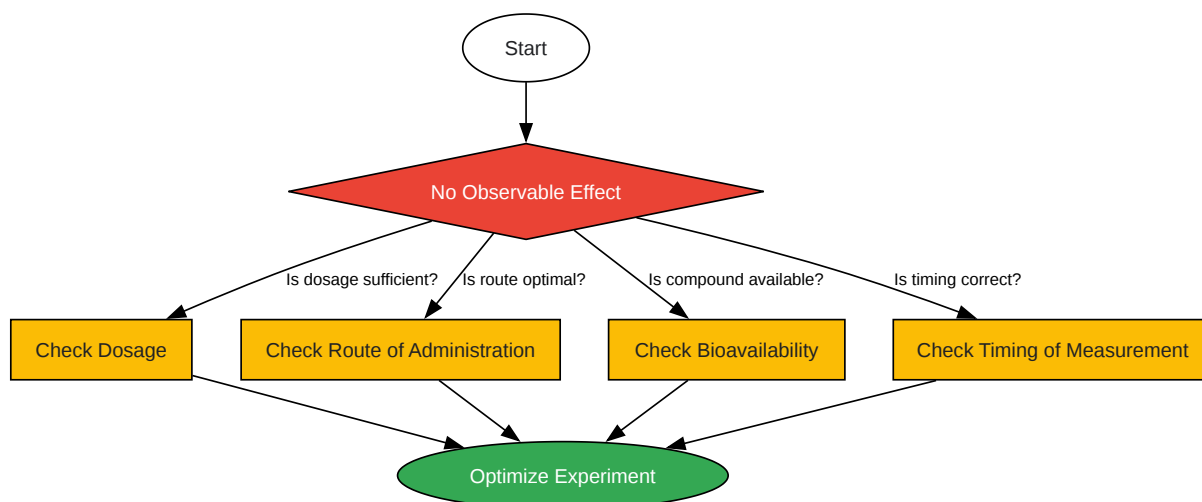 Start
No Observable Effect
Is dosage sufficient?
Is route optimal?
Is compound available?
Is timing correct?
Check Dosage
Check Route of Administration
Check Bioavailability
Check Timing of Measurement
Optimize Experiment